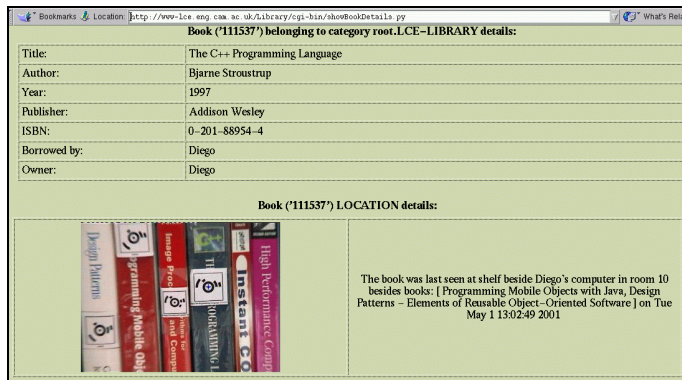 Bookmarks Location: http://www-lce.eng.cam.ac.uk/Library/cgi-bin/showBookDetails.py What's Rela
Book ('111537') belonging to category root.LCE-LIBRARY details:
Title: The C++ Programming Language
Author: Bjarne Stroustrup
Year: 1997
Publisher: Addison Wesley
ISBN: 0-201-88954-4
Borrowed by: Diego
Owner: Diego
Book ('111537') LOCATION details:
Design Patterns
rogramming Mobile Obj
Image Proc
and Compu
TH
ROGRAMMING L
Instant Co
High Performance Comp
The book was last seen at shelf beside Diego's computer in room 10
besides books: [ Programming Mobile Objects with Java, Design
Patterns - Elements of Reusable Object-Oriented Software ] on Tue
May 1 13:02:49 2001